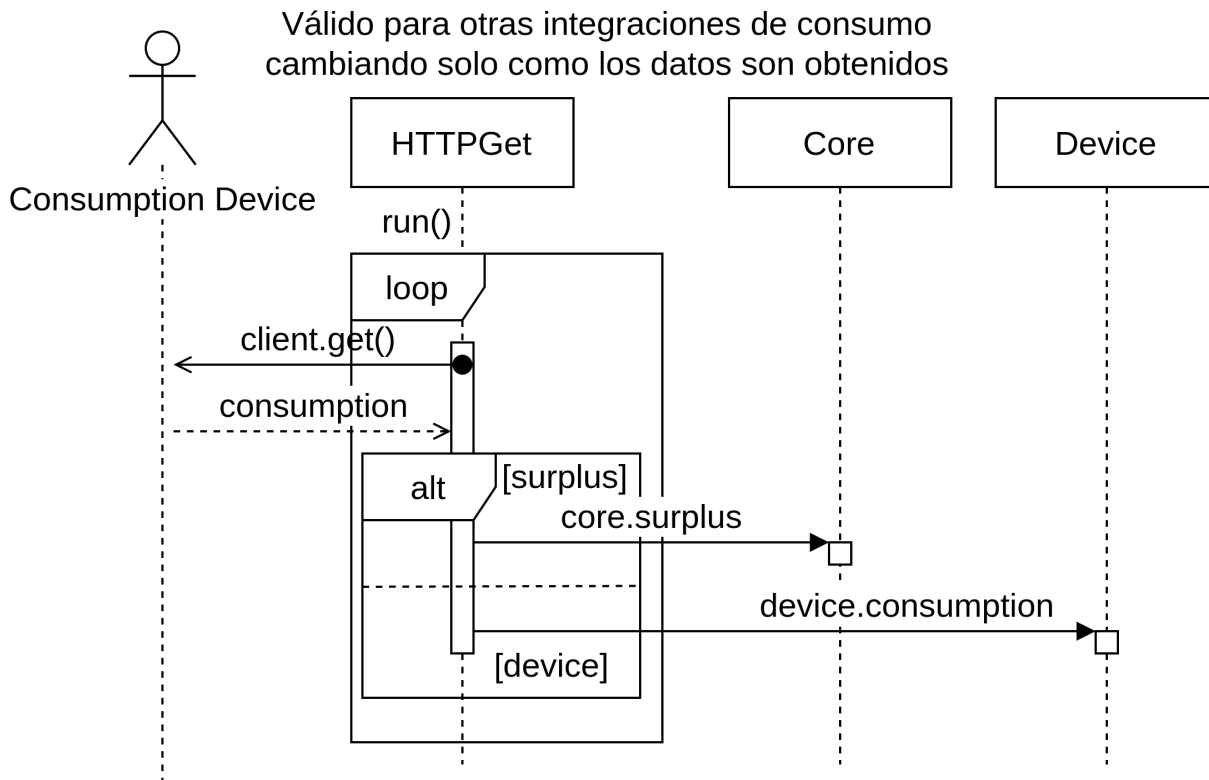 Válido para otras integraciones de consumo
cambiando solo como los datos son obtenidos
HTTPGet
Core
Device
Consumption Device
run()
loop
client.get()
consumption
alt
[surplus]
core.surplus
device.consumption
[device]